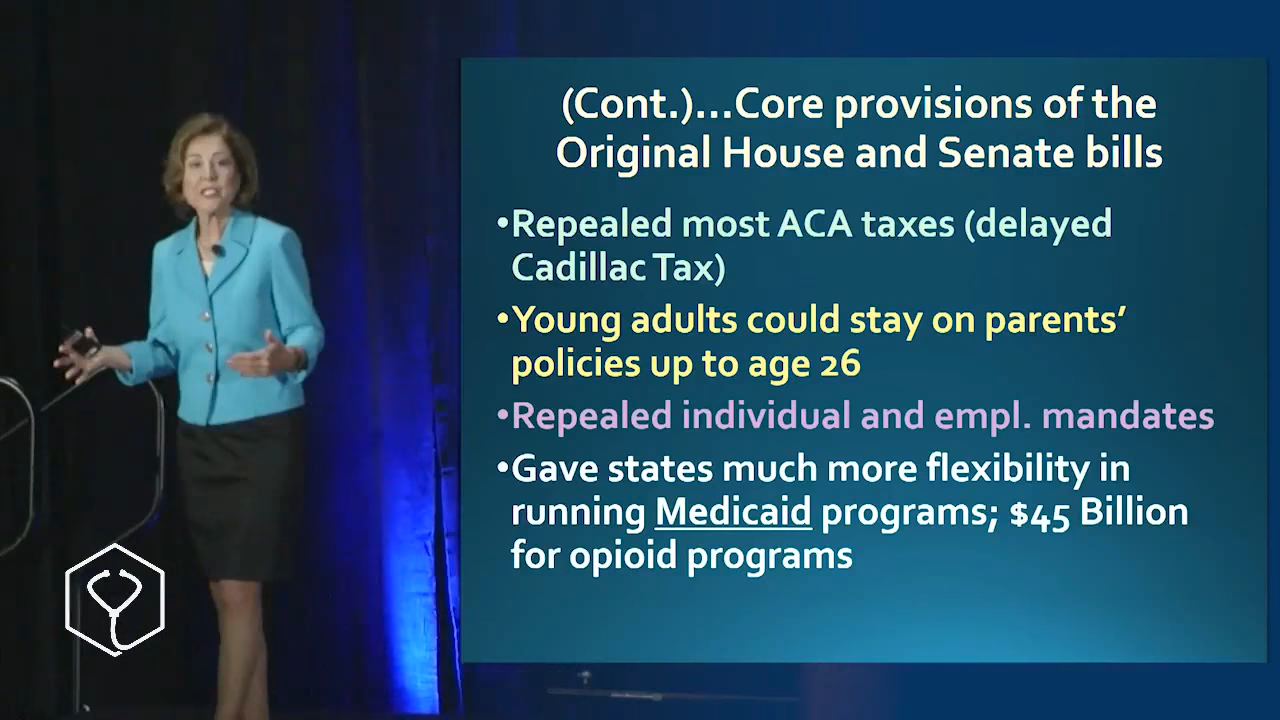 (Cont.)...Core provisions of the
Original House and Senate bills
•Repealed most ACA taxes (delayed
Cadillac Tax)
•Young adults could stay on parents’
policies up to age 26
•Repealed individual and empl. mandates
•Gave states much more flexibility in
running Medicaid programs; $45 Billion
for opioid programs